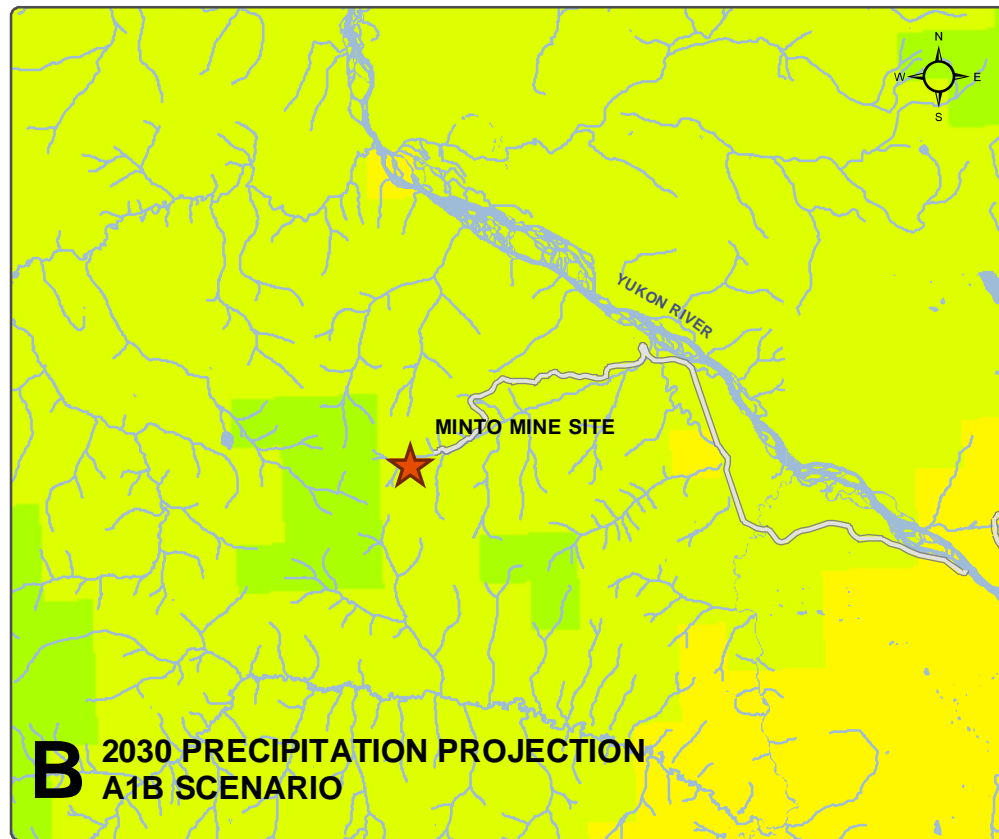 N
W E
S
YUKON RIVER
MINTO MINE SITE
B 2030 PRECIPITATION PROJECTION
A1B SCENARIO